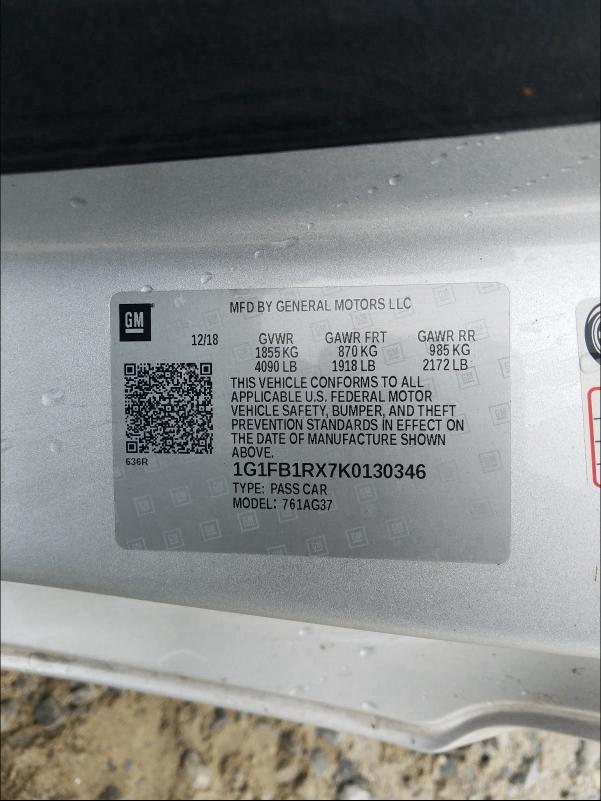 MFD BY GENERAL MOTORS LLC
GM
12/18 GVWR GAWR FRT GAWR RR
1855 KG 870 KG 985 KG
4090 LB 1918 LB 2172 LB
THIS VEHICLE CONFORMS TO ALL
APPLICABLE U.S. FEDERAL MOTOR
VEHICLE SAFETY, BUMPER, AND THEFT
PREVENTION STANDARDS IN EFFECT ON
THE DATE OF MANUFACTURE SHOWN
ABOVE.
636R
1G1FB1RX7K0130346
TYPE: PASS CAR
MODEL: 761AG37